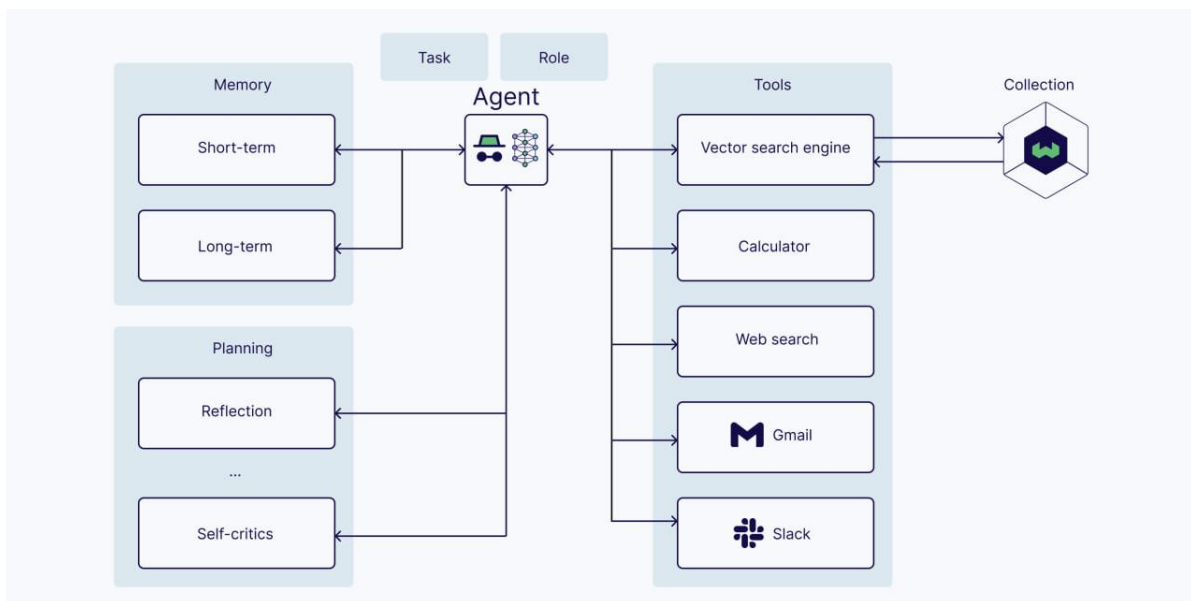 Task
Role
Agent
Memory
Short-term
Long-term
Planning
Reflection
...
Self-critics
Tools
Vector search engine
Calculator
Web search
Gmail
Slack
Collection